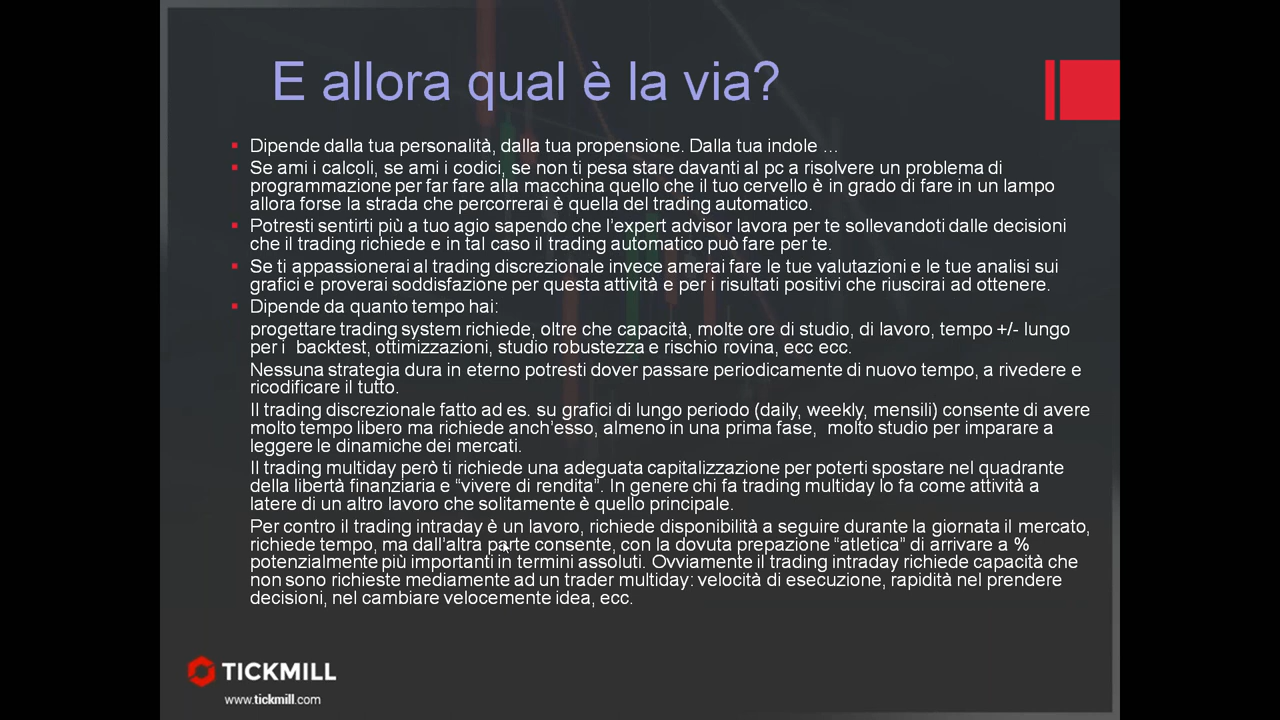 E allora qual è la via?
Dipende dalla tua personalità, dalla tua propensione. Dalla tua indole …
Se ami i calcoli, se ami i codici, se non ti pesa stare davanti al pc a risolvere un problema di
programmazione per far fare alla macchina quello che il tuo cervello è in grado di fare in un lampo
allora forse la strada che percorrerai è quella del trading automatico.
Potresti sentirti più a tuo agio sapendo che l’expert advisor lavora per te sollevandoti dalle decisioni
che il trading richiede e in tal caso il trading automatico può fare per te.
Se ti appassionerai al trading discrezionale invece amerai fare le tue valutazioni e le tue analisi sui
grafici e proverai soddisfazione per questa attività e per i risultati positivi che riuscirai ad ottenere.
Dipende da quanto tempo hai:
progettare trading system richiede, oltre che capacità, molte ore di studio, di lavoro, tempo +/- lungo
per i backtest, ottimizzazioni, studio robustezza e rischio rovina, ecc ecc.
Nessuna strategia dura in eterno potresti dover passare periodicamente di nuovo tempo, a rivedere e
ricodificare il tutto.
Il trading discrezionale fatto ad es. su grafici di lungo periodo (daily, weekly, mensili) consente di avere
molto tempo libero ma richiede anch’esso, almeno in una prima fase, molto studio per imparare a
leggere le dinamiche dei mercati.
Il trading multiday però ti richiede una adeguata capitalizzazione per poterti spostare nel quadrante
della libertà finanziaria e “vivere di rendita”. In genere chi fa trading multiday lo fa come attività a
latere di un altro lavoro che solitamente è quello principale.
Per contro il trading intraday è un lavoro, richiede disponibilità a seguire durante la giornata il mercato,
richiede tempo, ma dall’altra parte consente, con la dovuta prepazione “atletica” di arrivare a %
potenzialmente più importanti in termini assoluti. Ovviamente il trading intraday richiede capacità che
non sono richieste mediamente ad un trader multiday: velocità di esecuzione, rapidità nel prendere
decisioni, nel cambiare velocemente idea, ecc.
TICKMILL
www.tickmill.com